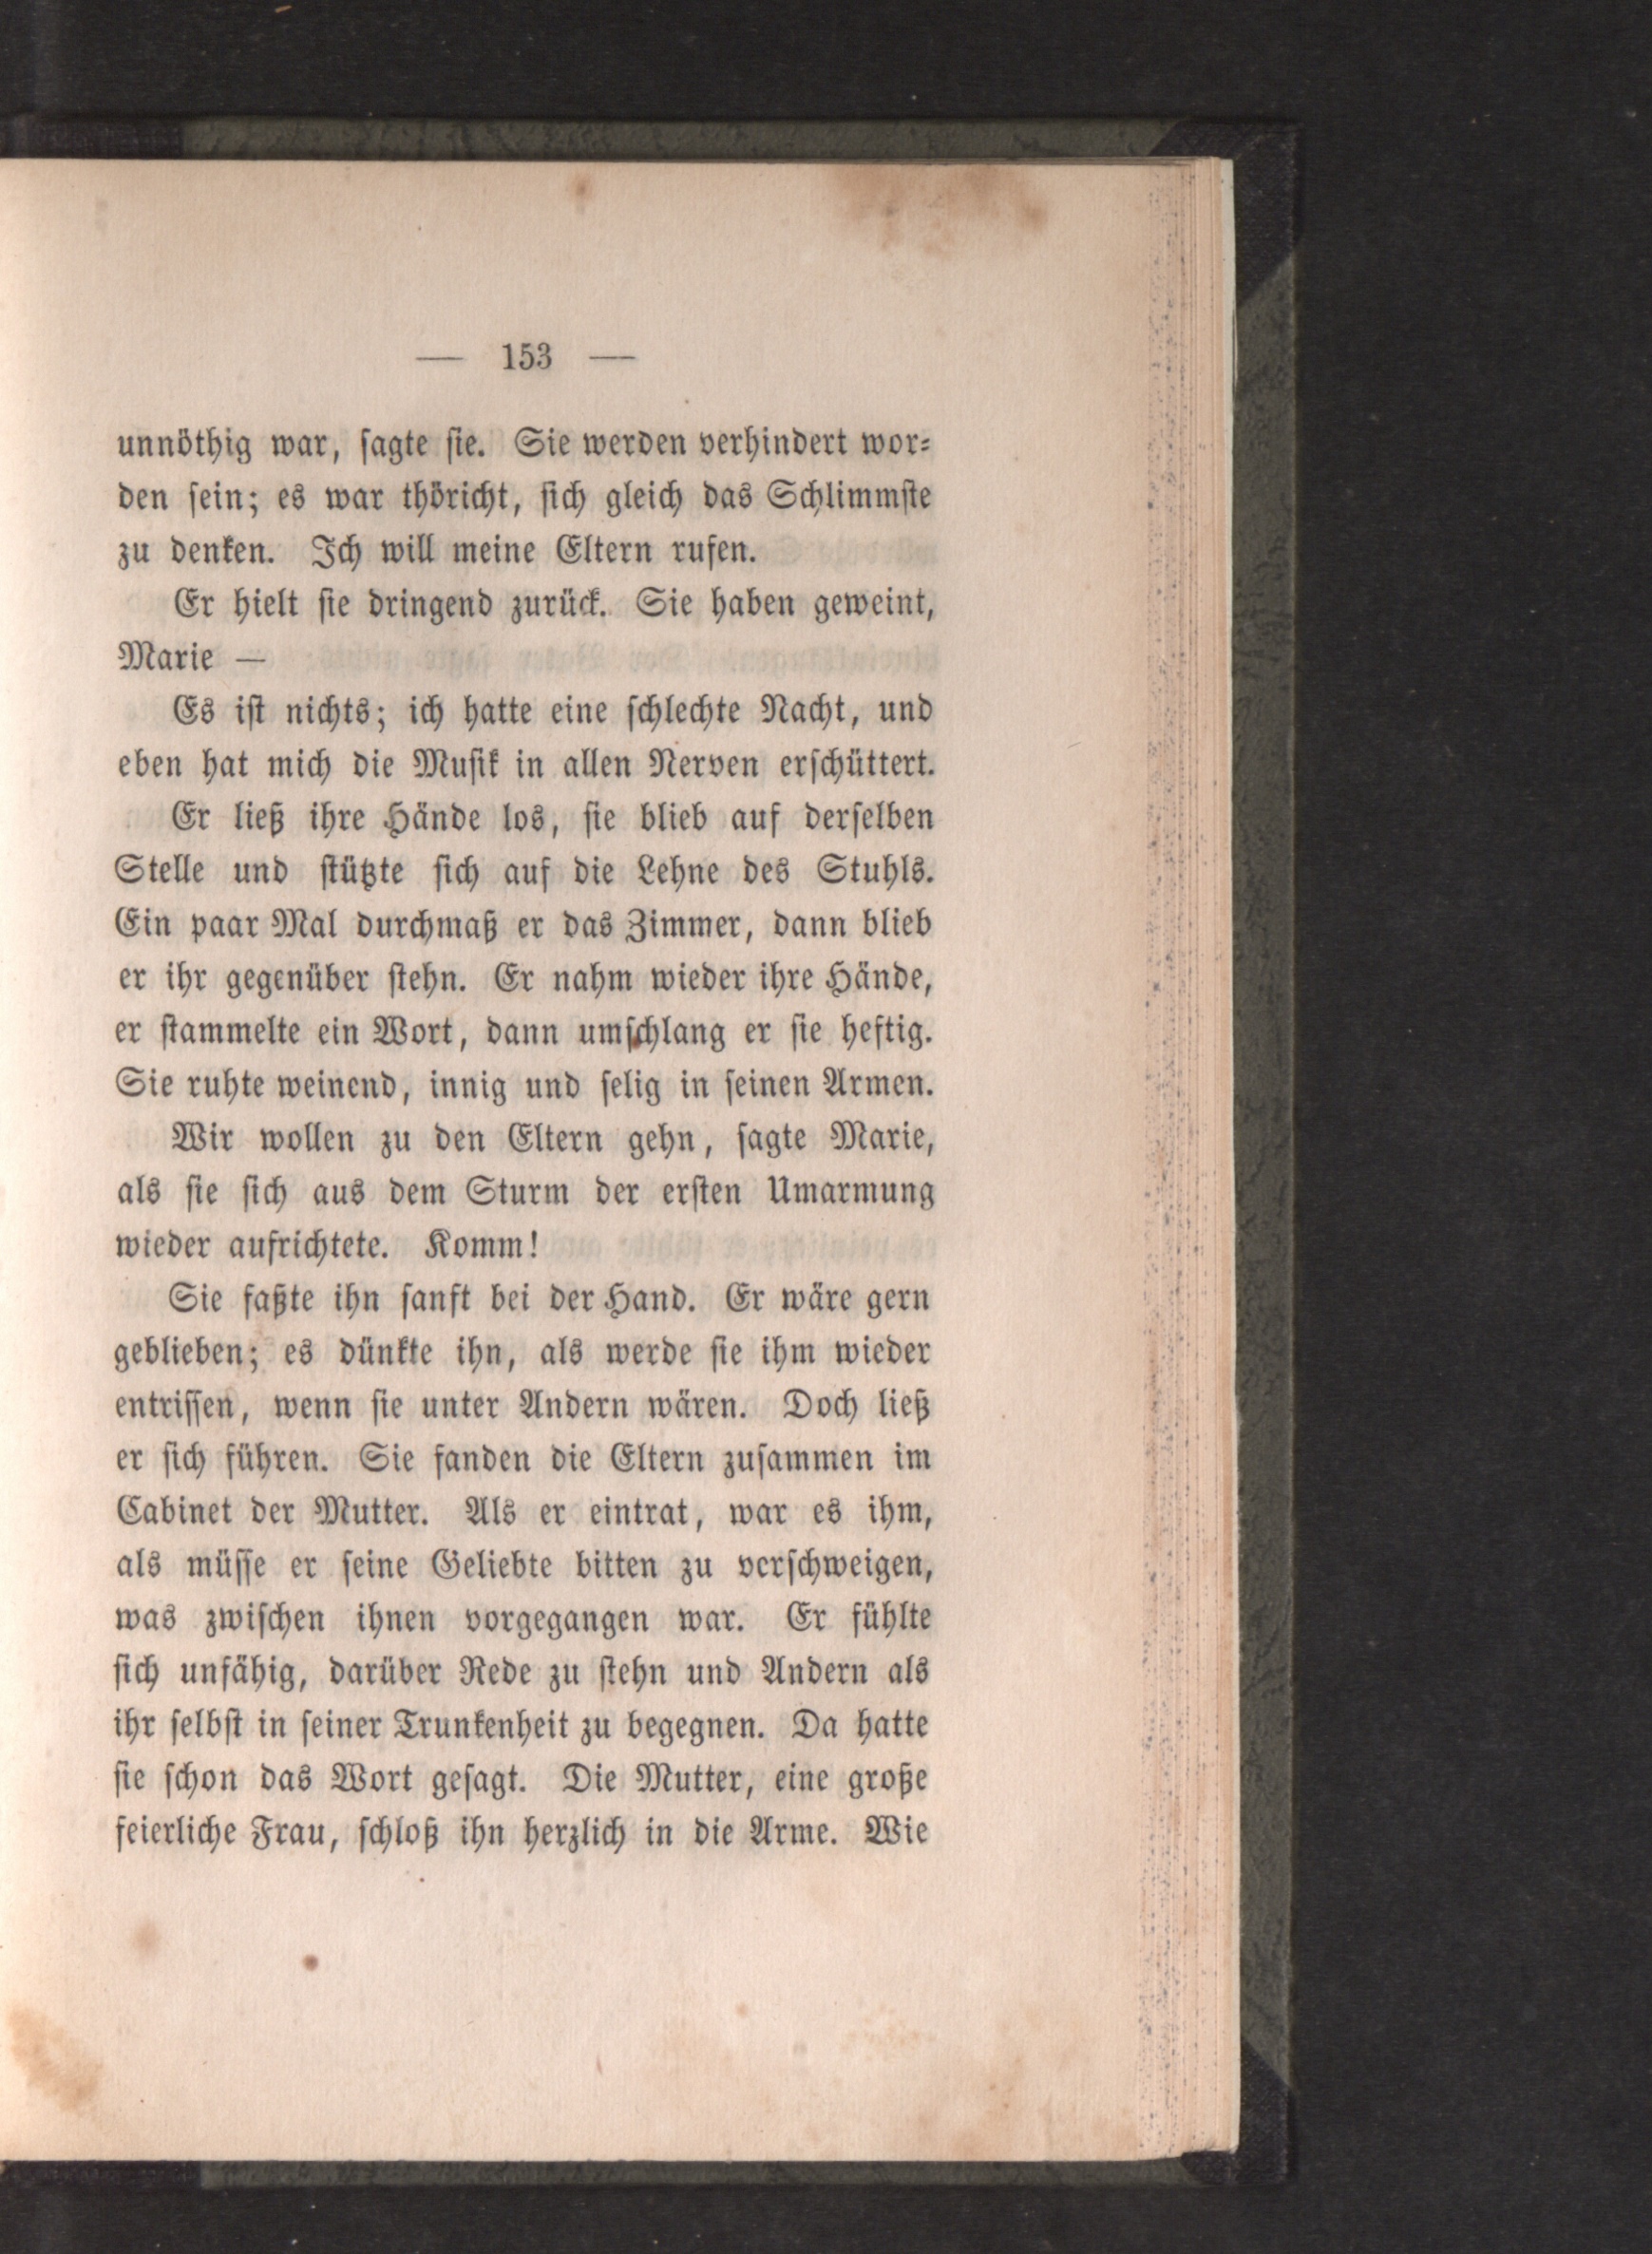 — 153 —
unnöthig war, ſagte ſie. Sie werden verhindert wor⸗
den ſein; es war thöricht, ſich gleich das Schlimmſte
zu denken. Ich will meine Eltern rufen.
Er hielt ſie dringend zurück. Sie haben geweint,
Marie —
Es iſt nichts; ich hatte eine ſchlechte Nacht, und
eben hat mich die Muſik in allen Nerven erſchüttert.
Er ließ ihre Hände los, ſie blieb auf derſelben
Stelle und ſtützte ſich auf die Lehne des Stuhls.
Ein paar Mal durchmaß er das Zimmer, dann blieb
er ihr gegenüber ſtehn. Er nahm wieder ihre Hände,
er ſtammelte ein Wort, dann umſchlang er ſie heftig.
Sie ruhte weinend, innig und ſelig in ſeinen Armen.
Wir wollen zu den Eltern gehn, ſagte Marie,
als ſie ſich aus dem Sturm der erſten Umarmung
wieder aufrichtete. Komm!
Sie faßte ihn ſanft bei der Hand. Er wäre gern
geblieben; es dünkte ihn, als werde ſie ihm wieder
entriſſen, wenn ſie unter Andern wären. Doch ließ
er ſich führen. Sie fanden die Eltern zuſammen im
Cabinet der Mutter. Als er eintrat, war es ihm,
als müſſe er ſeine Geliebte bitten zu verſchweigen,
was zwiſchen ihnen vorgegangen war. Er fühlte
ſich unfähig, darüber Rede zu ſtehn und Andern als
ihr ſelbſt in ſeiner Trunkenheit zu begegnen. Da hatte
ſie ſchon das Wort geſagt. Die Mutter, eine große
feierliche Frau, ſchloß ihn herzlich in die Arme. Wie